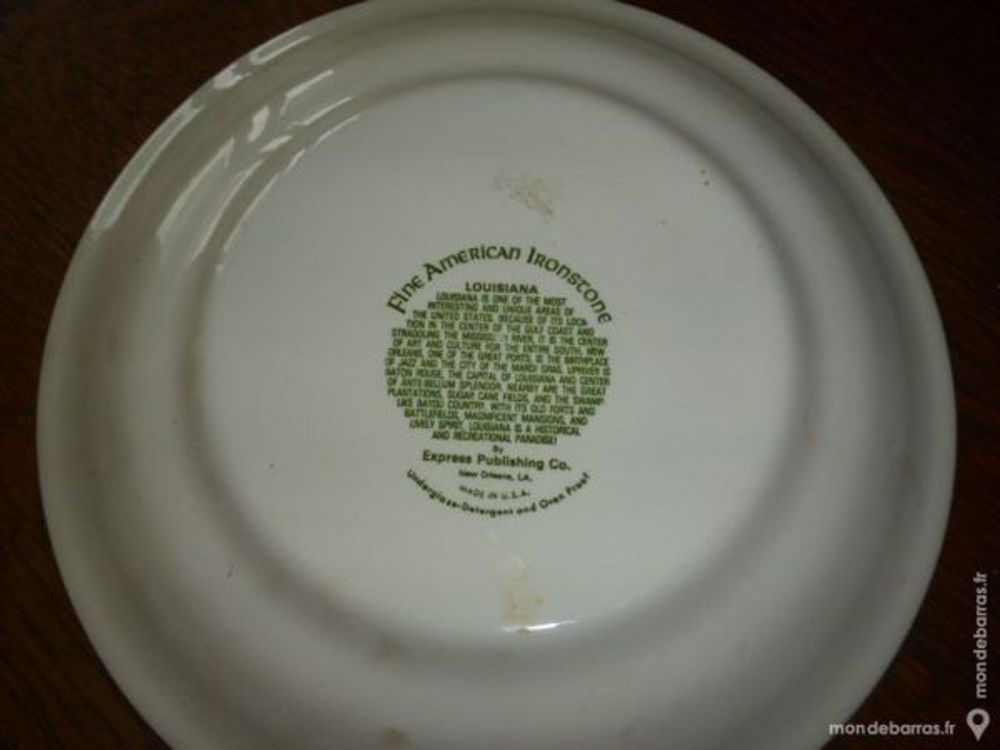 Fine American Ironstone
LOUISIANA
LOUISIANA IS ONE OF THE MOST
INTERESTING AND UNIQUE AREAS OF
THE UNITED STATES. BECAUSE OF ITS LOCA-
TION IN THE CENTER OF THE GULF COAST AND
STRADDLING THE RIVER, IT IS THE CENTER
OF ART AND CULTURE FOR THE ENTIRE SOUTH. NEW
ORLEANS, ONE OF THE GREAT PORTS, IS THE BIRTHPLACE
OF JAZZ AND THE CITY OF THE MARDI GRAS. UPRIVER IS
BATON ROUGE, THE CAPITAL OF LOUISIANA AND CENTER
OF ANTE-BELLUM SPLENDOR. NEARBY ARE THE GREAT
PLANTATIONS, SUGAR CANE FIELDS, AND THE SWAMP
LIKE BAYOU COUNTRY. WITH ITS OLD FORTS AND
BATTLEFIELDS, MAGNIFICENT MANSIONS, AND
LIVELY SPIRIT, LOUISIANA IS A HISTORICAL
AND RECREATIONAL PARADISE!
By
Express Publishing Co.
New Orleans, LA.
MADE IN U.S.A.
Underglaze-Detergent and Oven Proof
mondebarras.fr
mondebarras.fr